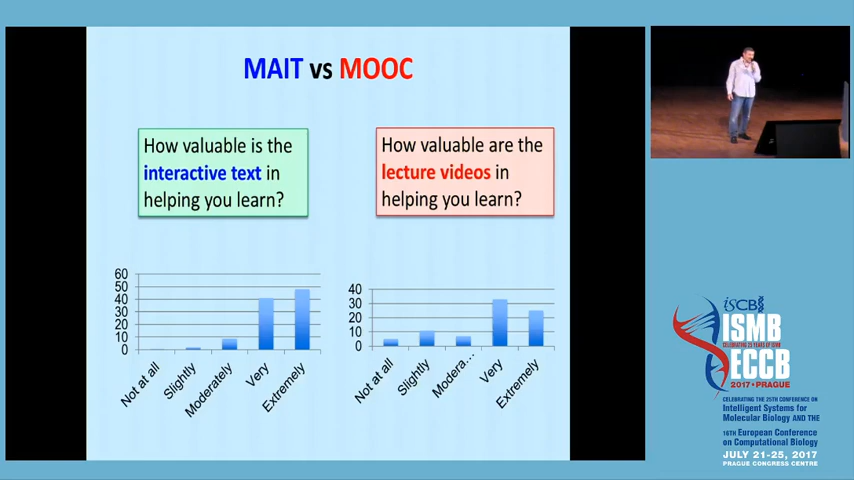 MAIT vs MOOC
How valuable is the
interactive text in
helping you learn?
How valuable are the
lecture videos in
helping you learn?
60
50
40
30
20
10
0
Not at all
Slightly
Moderately
Very
Extremely
40
30
20
10
0
Not at all
Slightly
Modera...
Very
Extremely
ISCB
ISMB
CELEBRATING 25 YEARS OF ISMB
ECCB
2017 • PRAGUE
CELEBRATING THE 25TH CONFERENCE ON
Intelligent Systems for
Molecular Biology AND THE
16TH European Conference
on Computational Biology
JULY 21-25, 2017
PRAGUE CONGRESS CENTRE